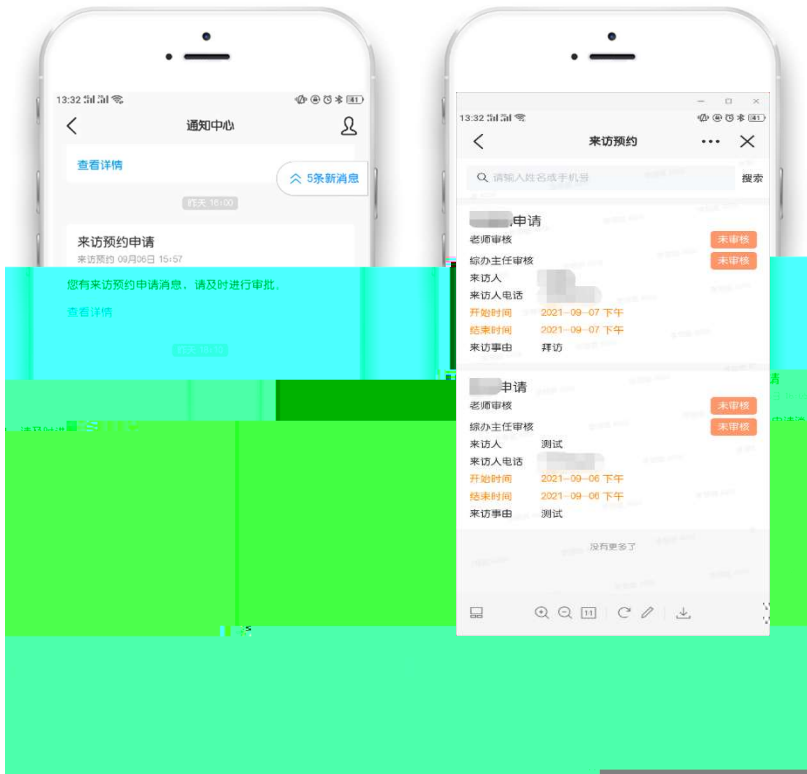 13:32
41
通知中心
查看详情
5条新消息
昨天 16:00
来访预约申请
来访预约 09月06日 15:57
您有来访预约申请消息，请及时进行审批。
查看详情
13:32
41
来访预约
请输入姓名或手机号
搜索
申请
老师审核
未审核
综办主任审核
未审核
来访人
来访人电话
开始时间 2021-09-07 下午
结束时间 2021-09-07 下午
来访事由 拜访
申请
老师审核
未审核
综办主任审核
未审核
来访人 测试
来访人电话
开始时间 2021-09-06 下午
结束时间 2021-09-06 下午
来访事由 测试
没有更多了
1:1